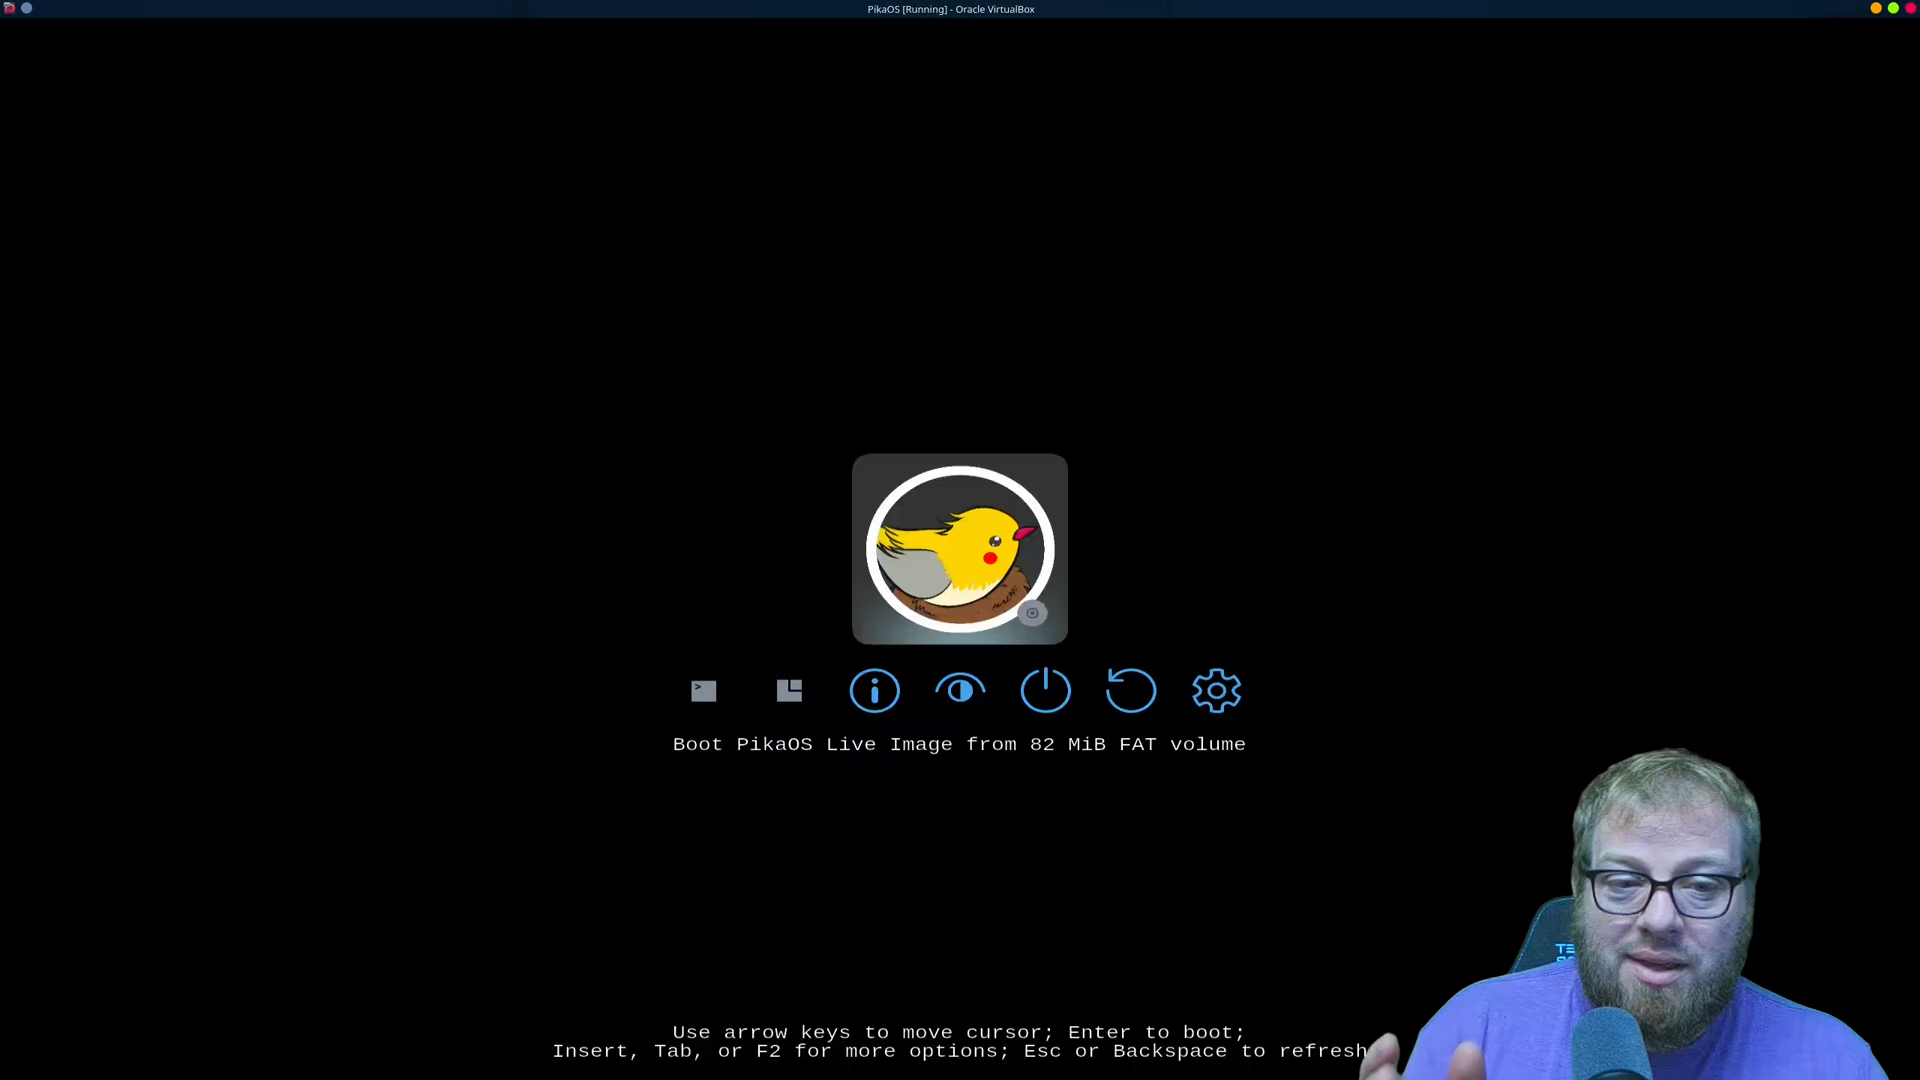 PikaOS [Running] - Oracle VirtualBox
Boot PikaOS Live Image from 82 MiB FAT volume
Use arrow keys to move cursor; Enter to boot;
Insert, Tab, or F2 for more options; Esc or Backspace to refresh